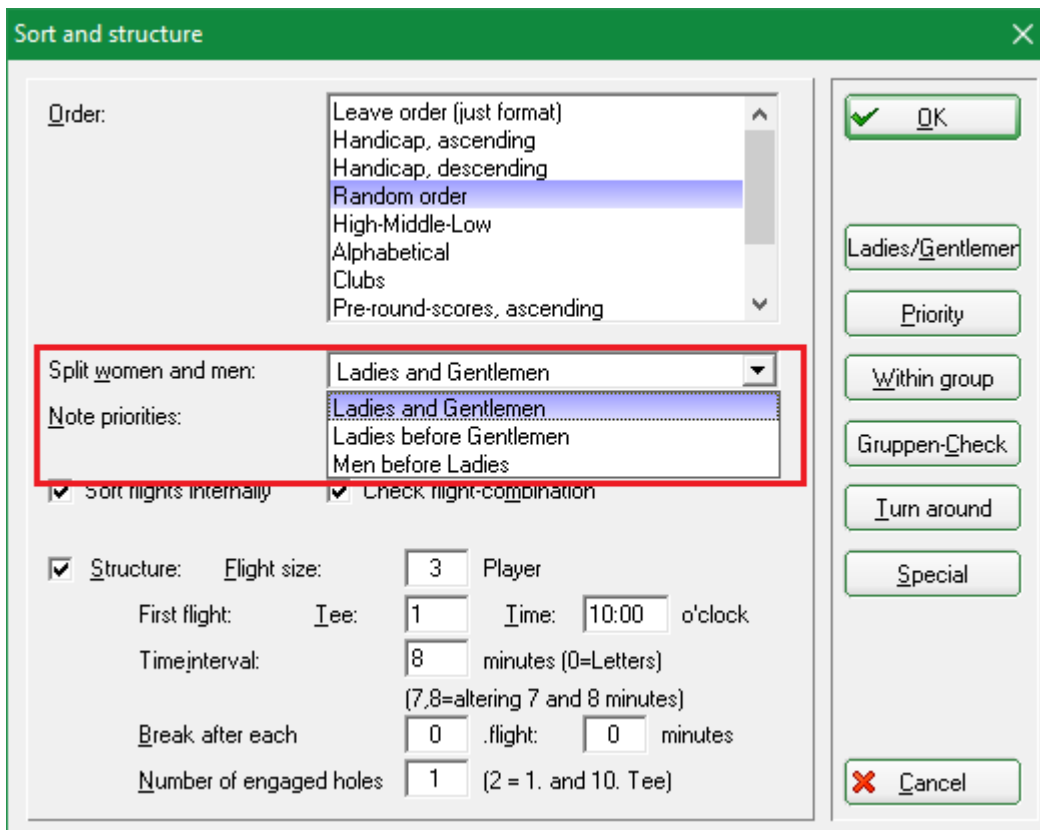 Sort and structure
Order:
Leave order (just format)
Handicap, ascending
Handicap, descending
Random order
High-Middle-Low
Alphabetical
Clubs
Pre-round-scores, ascending
Split women and men: Ladies and Gentlemen
Note priorities:
Ladies and Gentlemen
Ladies before Gentlemen
Men before Ladies
Sort flights internally Check flight-combination
Structure: Flight size: 3 Player
First flight: Tee: 1 Time: 10:00 o'clock
Timeinterval: 8 minutes (0=Letters)
(7,8=altering 7 and 8 minutes)
Break after each 0 .flight: 0 minutes
Number of engaged holes 1 (2 = 1. and 10. Tee)
OK
Ladies/Gentlemen
Priority
Within group
Gruppen-Check
Turn around
Special
Cancel